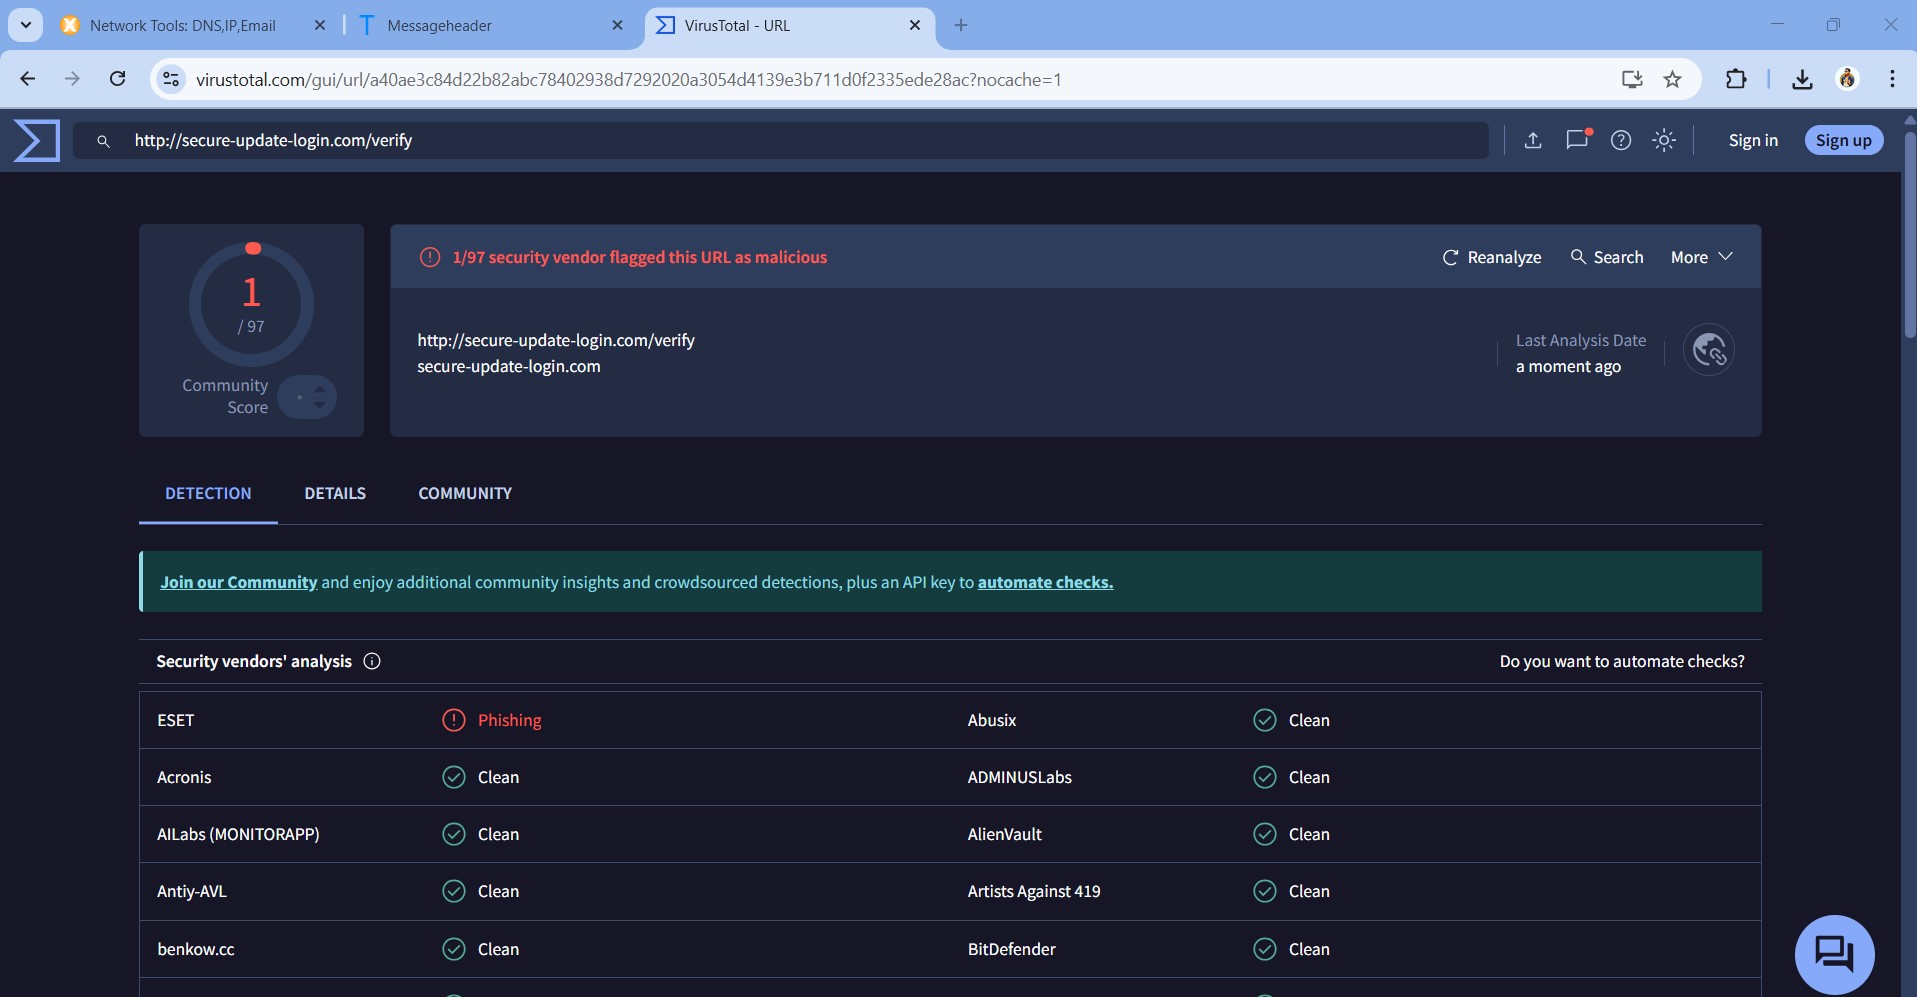 Network Tools: DNS,IP,Email
Messageheader
VirusTotal - URL
virustotal.com/gui/url/a40ae3c84d22b82abc78402938d7292020a3054d4139e3b711d0f2335ede28ac?nocache=1
http://secure-update-login.com/verify
Sign in
Sign up
1
/ 97
Community
Score
1/97 security vendor flagged this URL as malicious
Reanalyze
Search
More
http://secure-update-login.com/verify
secure-update-login.com
Last Analysis Date
a moment ago
DETECTION
DETAILS
COMMUNITY
Join our Community and enjoy additional community insights and crowdsourced detections, plus an API key to automate checks.
Security vendors' analysis
Do you want to automate checks?
ESET Phishing Abusix Clean
Acronis Clean ADMINUSLabs Clean
AILabs (MONITORAPP) Clean AlienVault Clean
Antiy-AVL Clean Artists Against 419 Clean
benkow.cc Clean BitDefender Clean